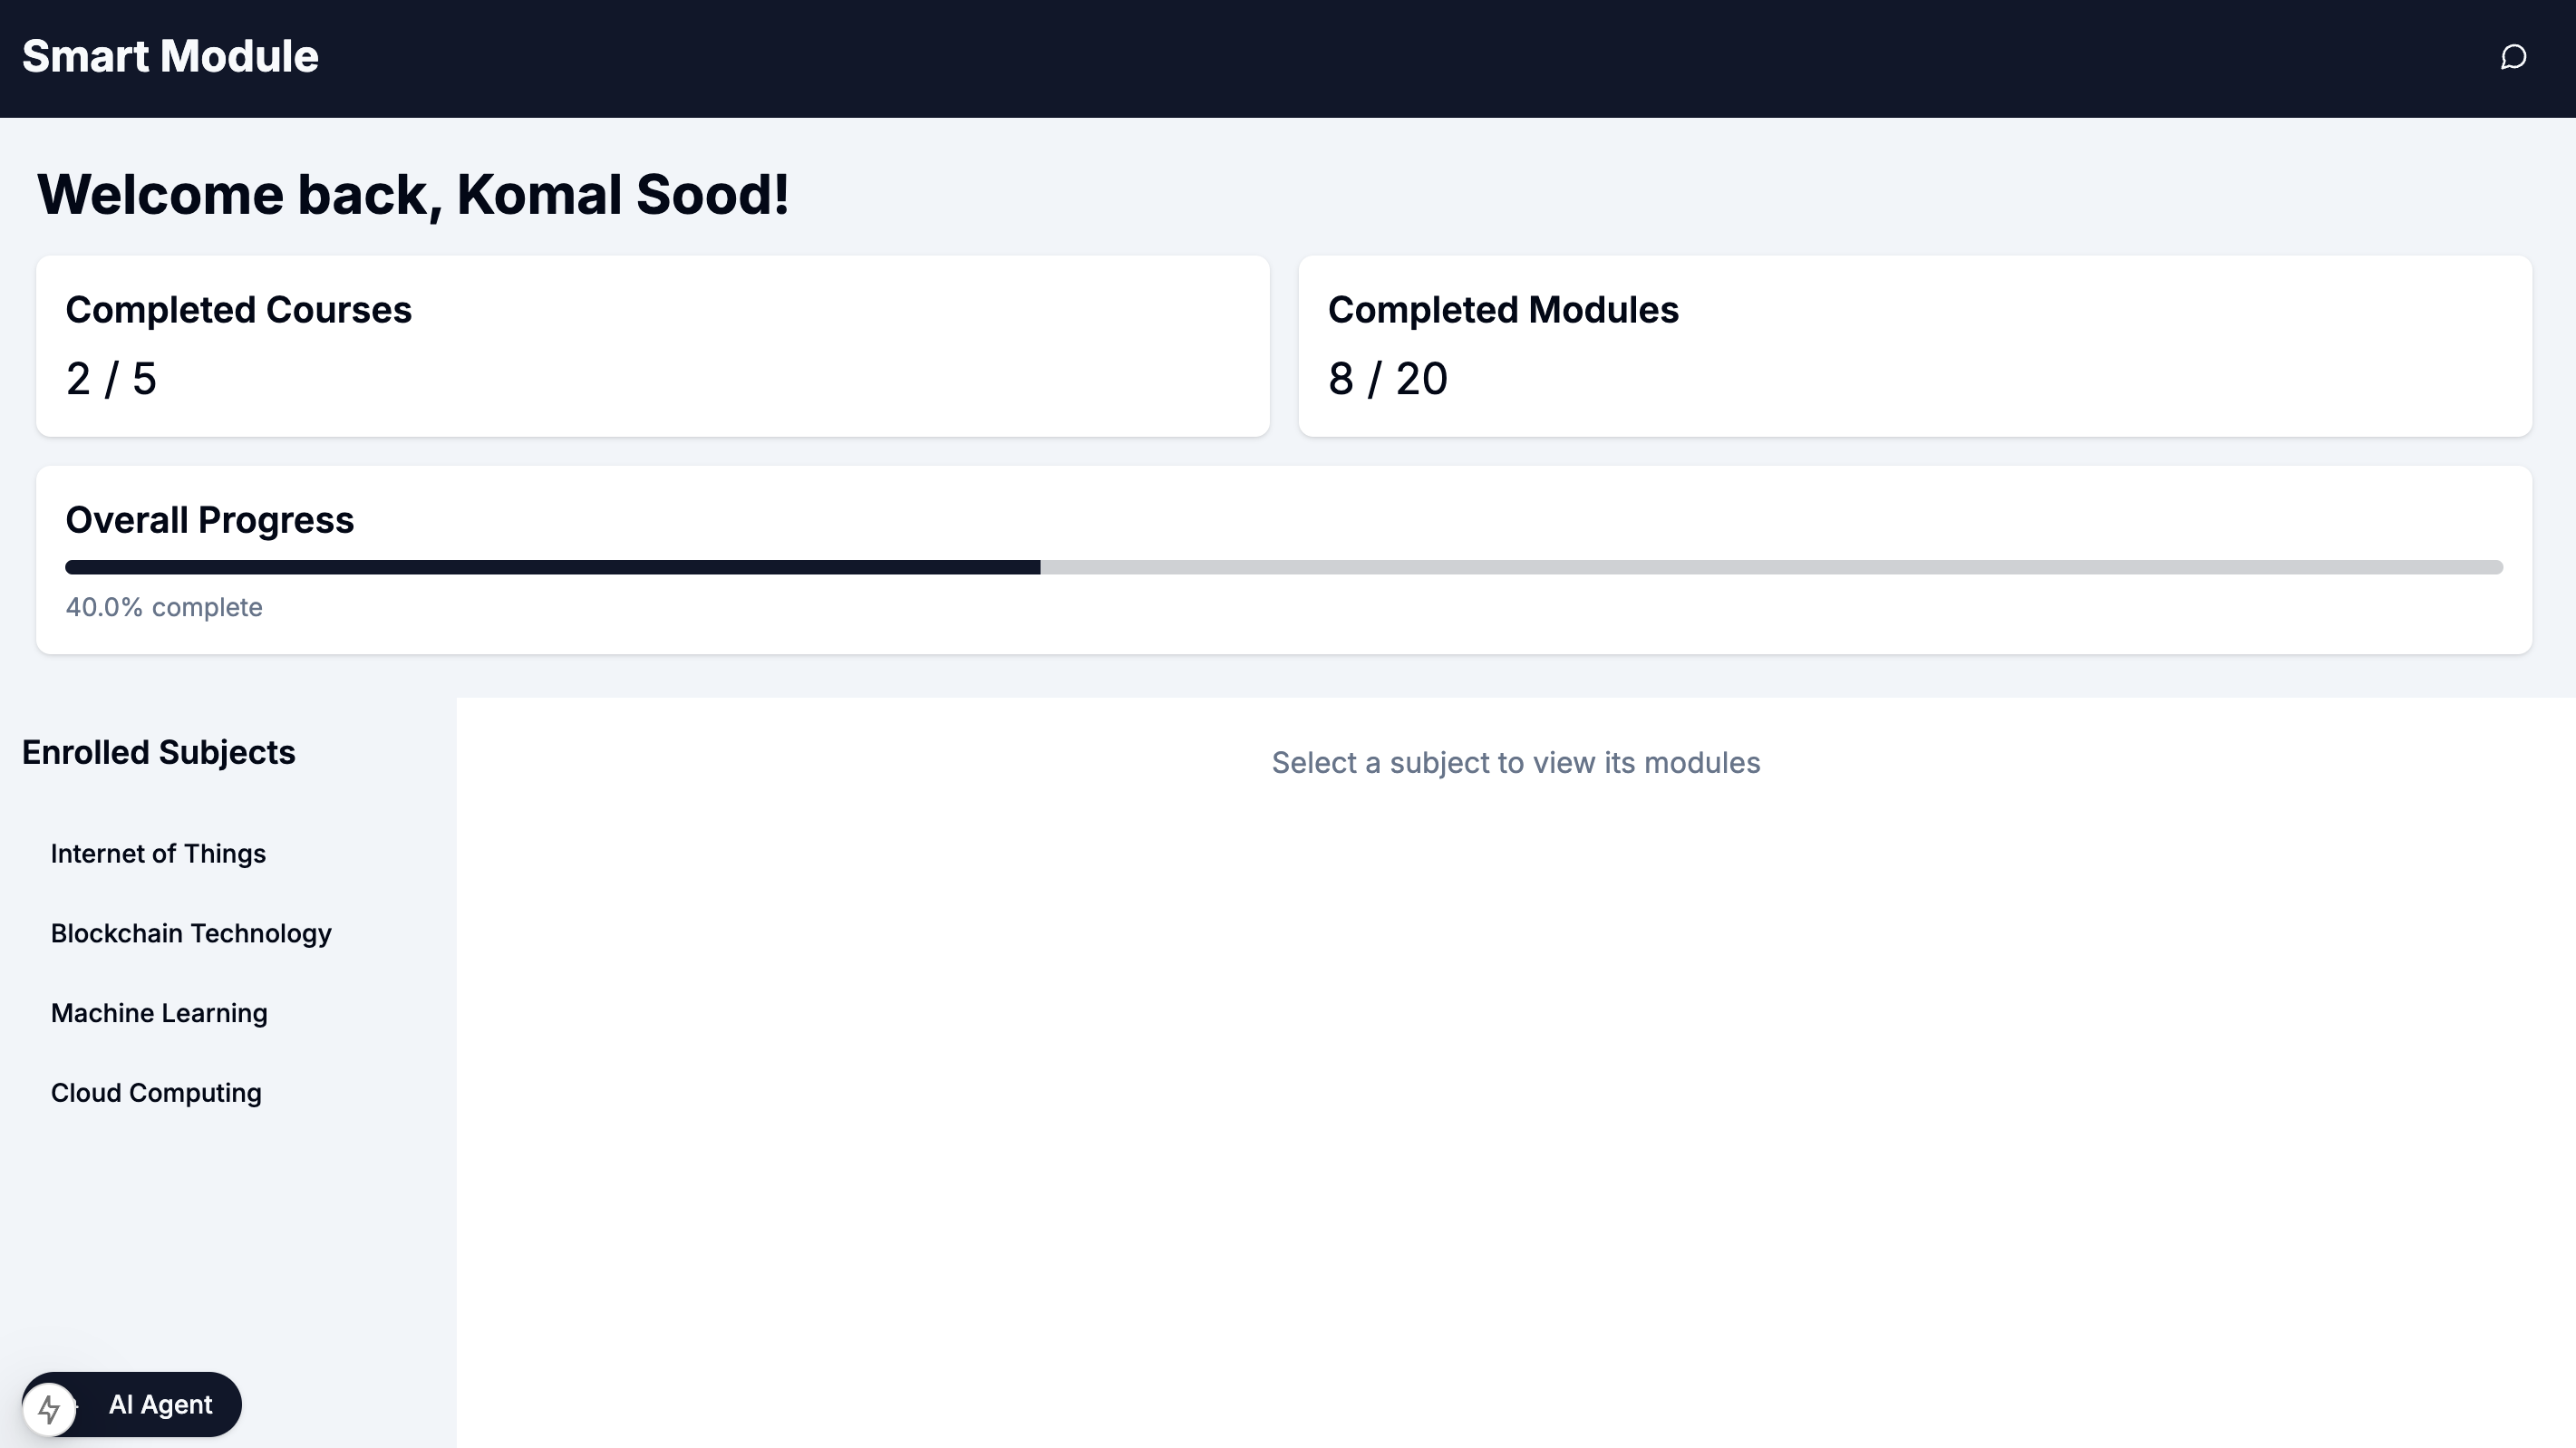 Smart Module
Welcome back, Komal Sood!
Completed Courses
2 / 5
Completed Modules
8 / 20
Overall Progress
40.0% complete
Enrolled Subjects
Select a subject to view its modules
Internet of Things
Blockchain Technology
Machine Learning
Cloud Computing
AI Agent